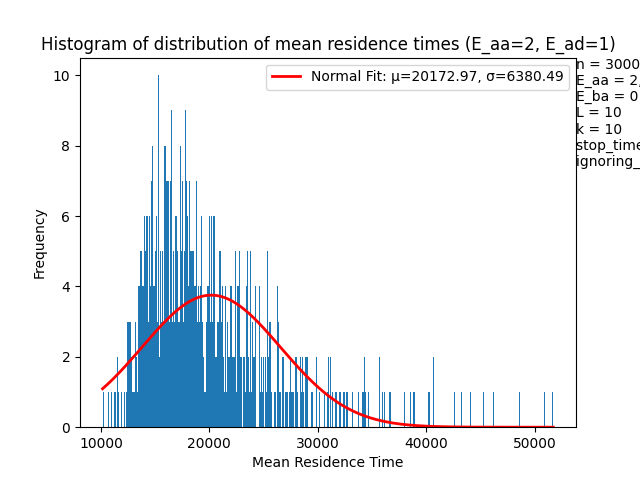 Histogram of distribution of mean residence times (E_aa=2, E_ad=1)
Normal Fit: μ=20172.97, σ=6380.49
n = 3000
E_aa = 2,
E_ba = 0
L = 10
k = 10
stop_time
ignoring_
10
8
6
4
2
0
Frequency
10000 20000 30000 40000 50000
Mean Residence Time